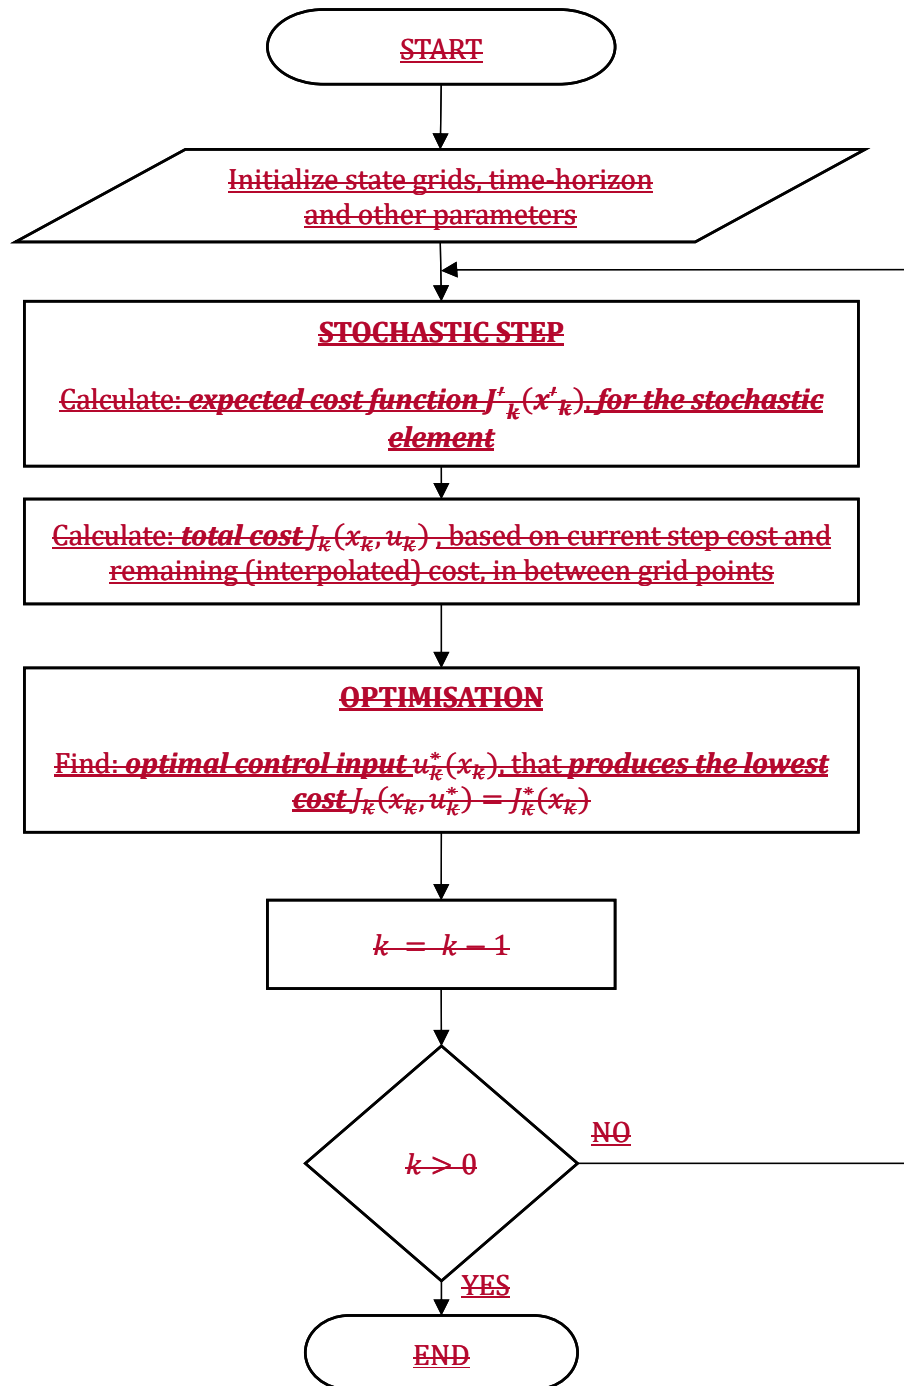 START
Initialize state grids, time-horizon
and other parameters
STOCHASTIC STEP
Calculate: expected cost function J′ₖ(x′ₖ), for the stochastic
element
Calculate: total cost Jₖ(xₖ, uₖ) , based on current step cost and
remaining (interpolated) cost, in between grid points
OPTIMISATION
Find: optimal control input u*ₖ(xₖ), that produces the lowest
cost Jₖ(xₖ, u*ₖ) = J*ₖ(xₖ)
k = k − 1
NO
k > 0
YES
END